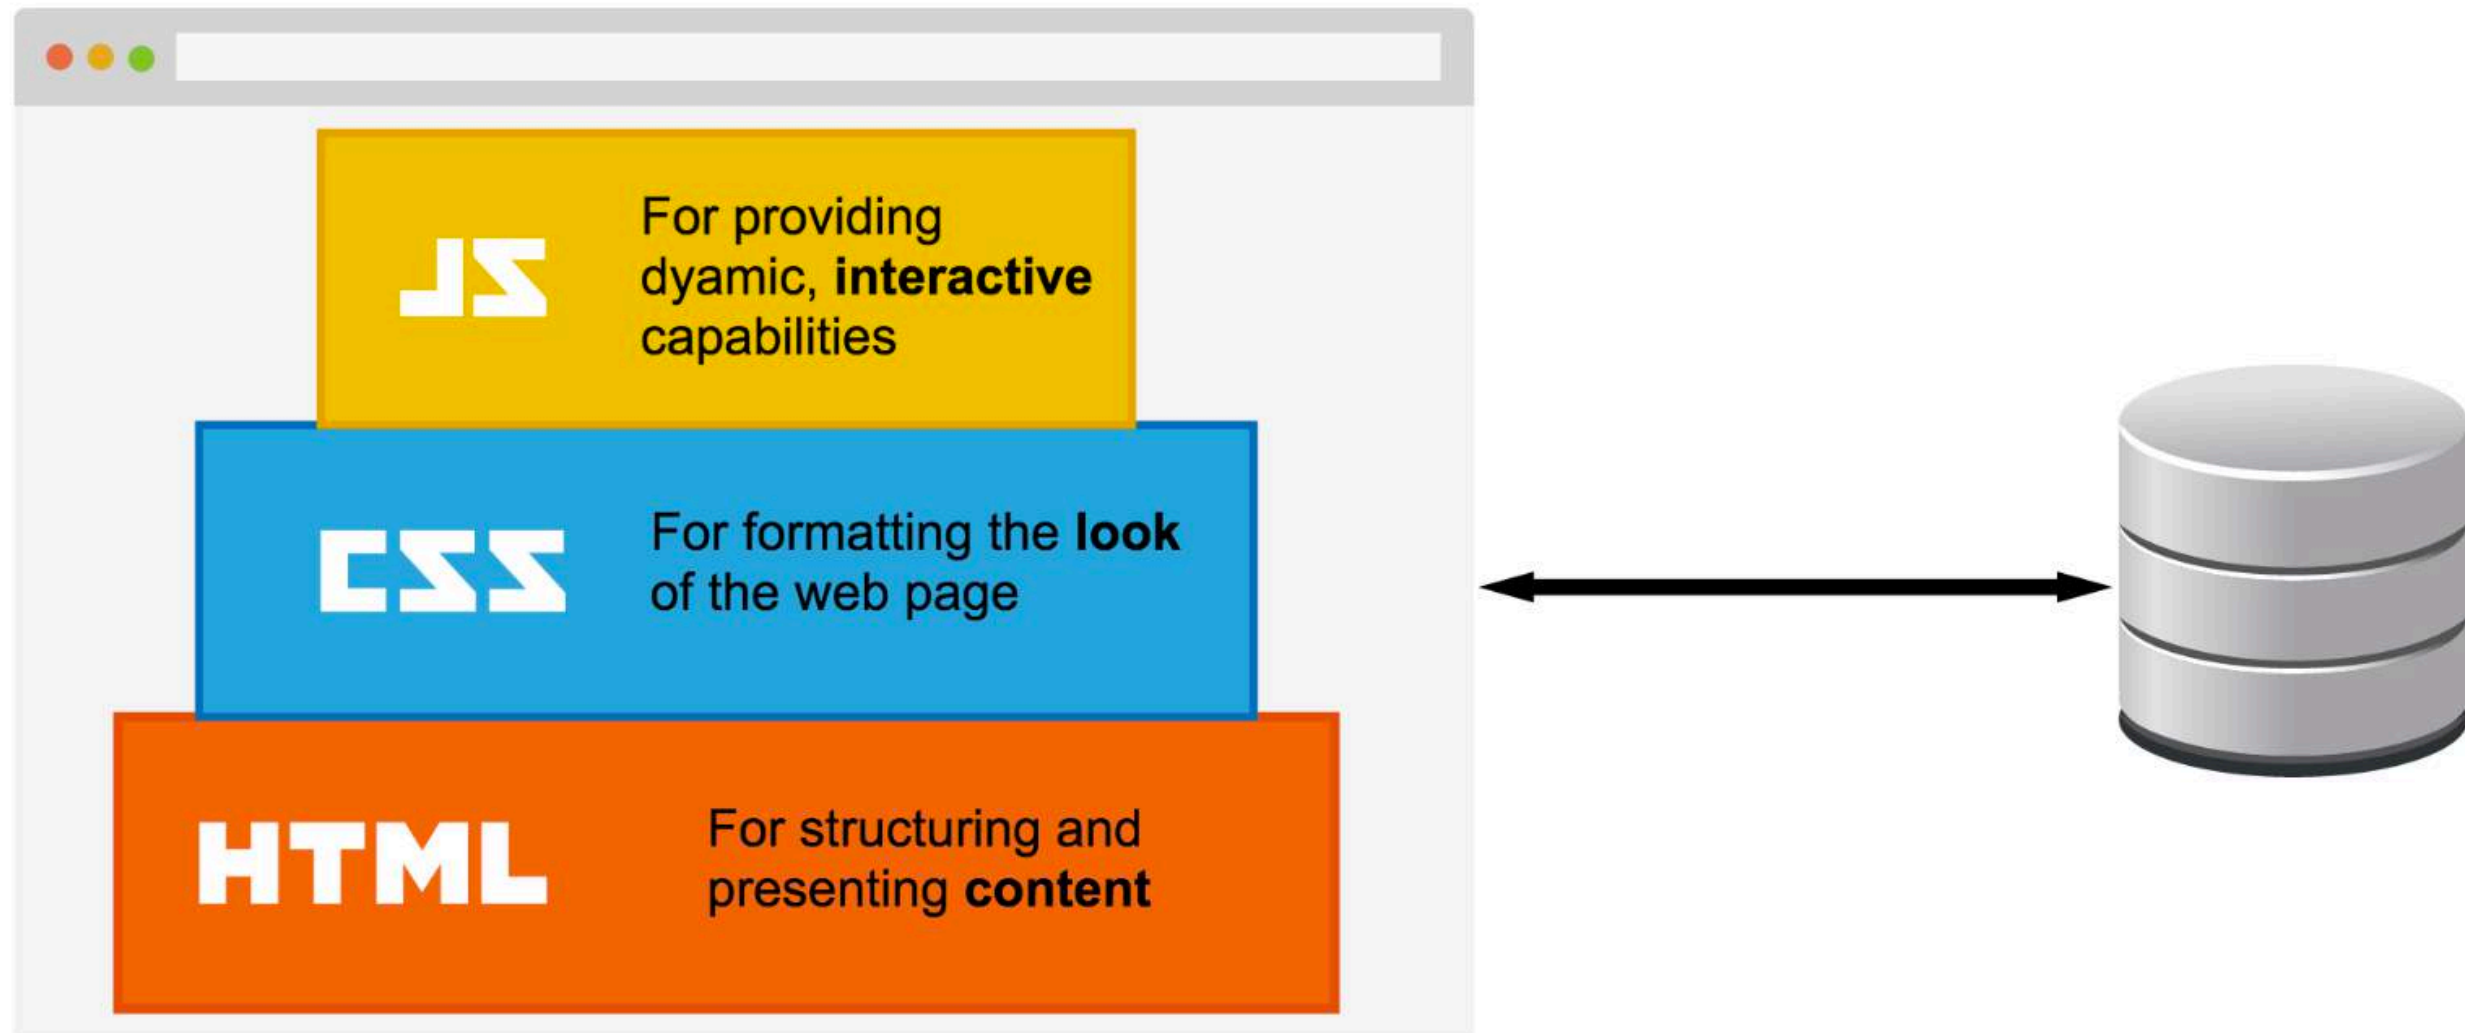 JS
For providing
dyamic, interactive
capabilities
CSS
For formatting the look
of the web page
HTML
For structuring and
presenting content